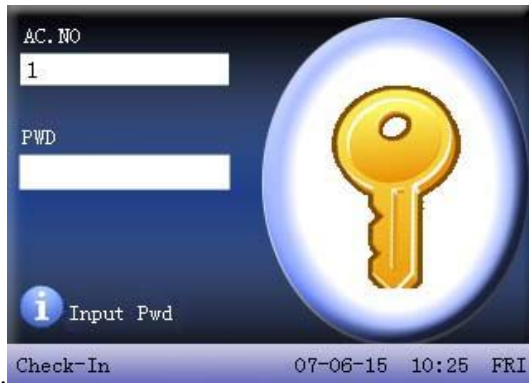 AC.NO
1
PWD
Input Pwd
Check-In 07-06-15 10:25 FRI